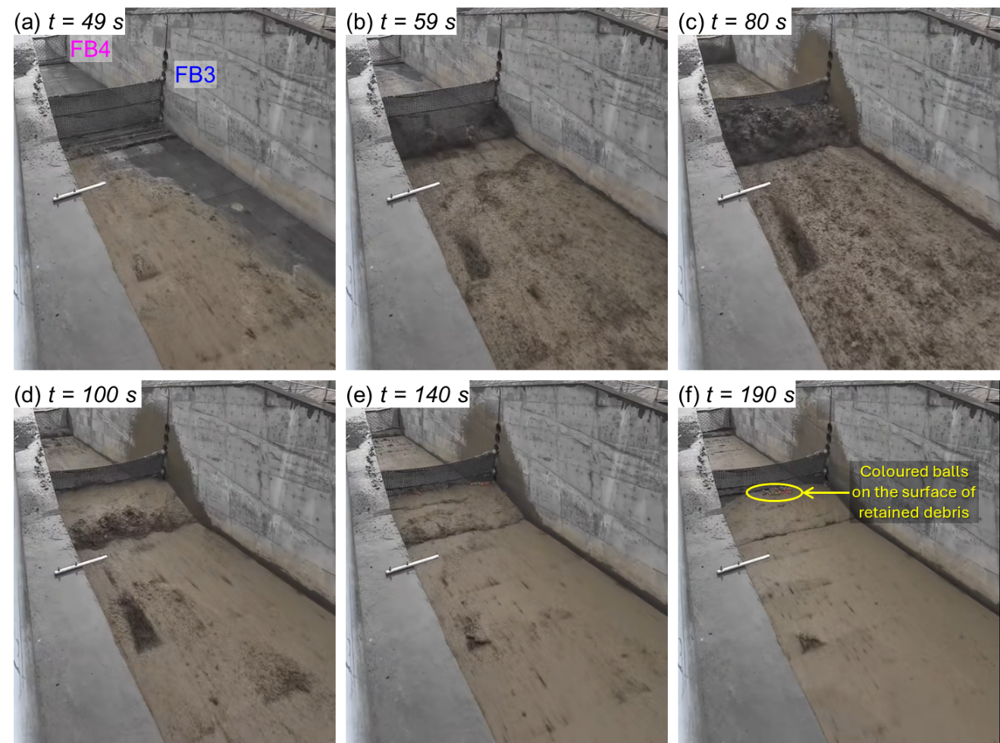 (a) t = 49 s
FB4
FB3
(b) t = 59 s
(c) t = 80 s
(d) t = 100 s
(e) t = 140 s
(f) t = 190 s
Coloured balls
on the surface of
retained debris